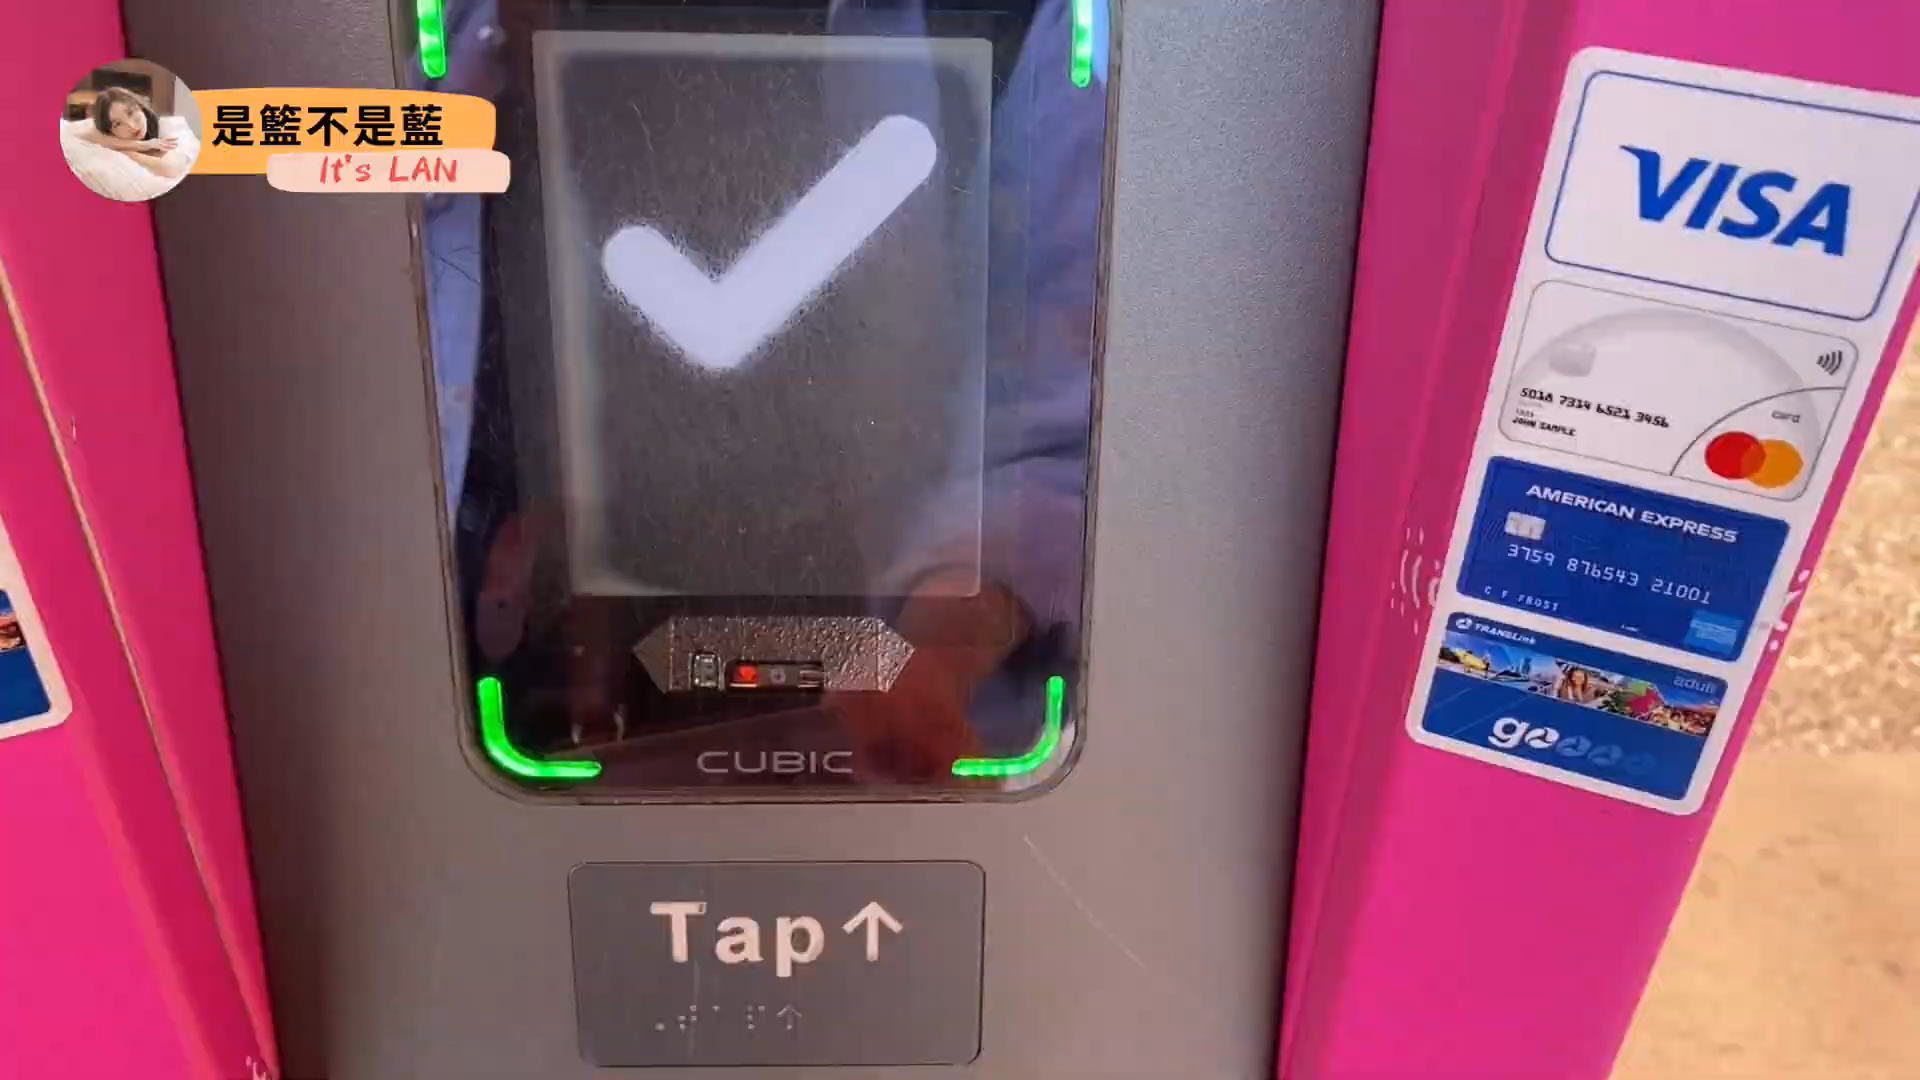 是籃不是藍
It's LAN
VISA
5018 7314 6521 3456
JOHN SAMPLE
card
AMERICAN EXPRESS
3759 876543 21001
C F FROST
TRANSLink
adult
go
CUBIC
Tap↑